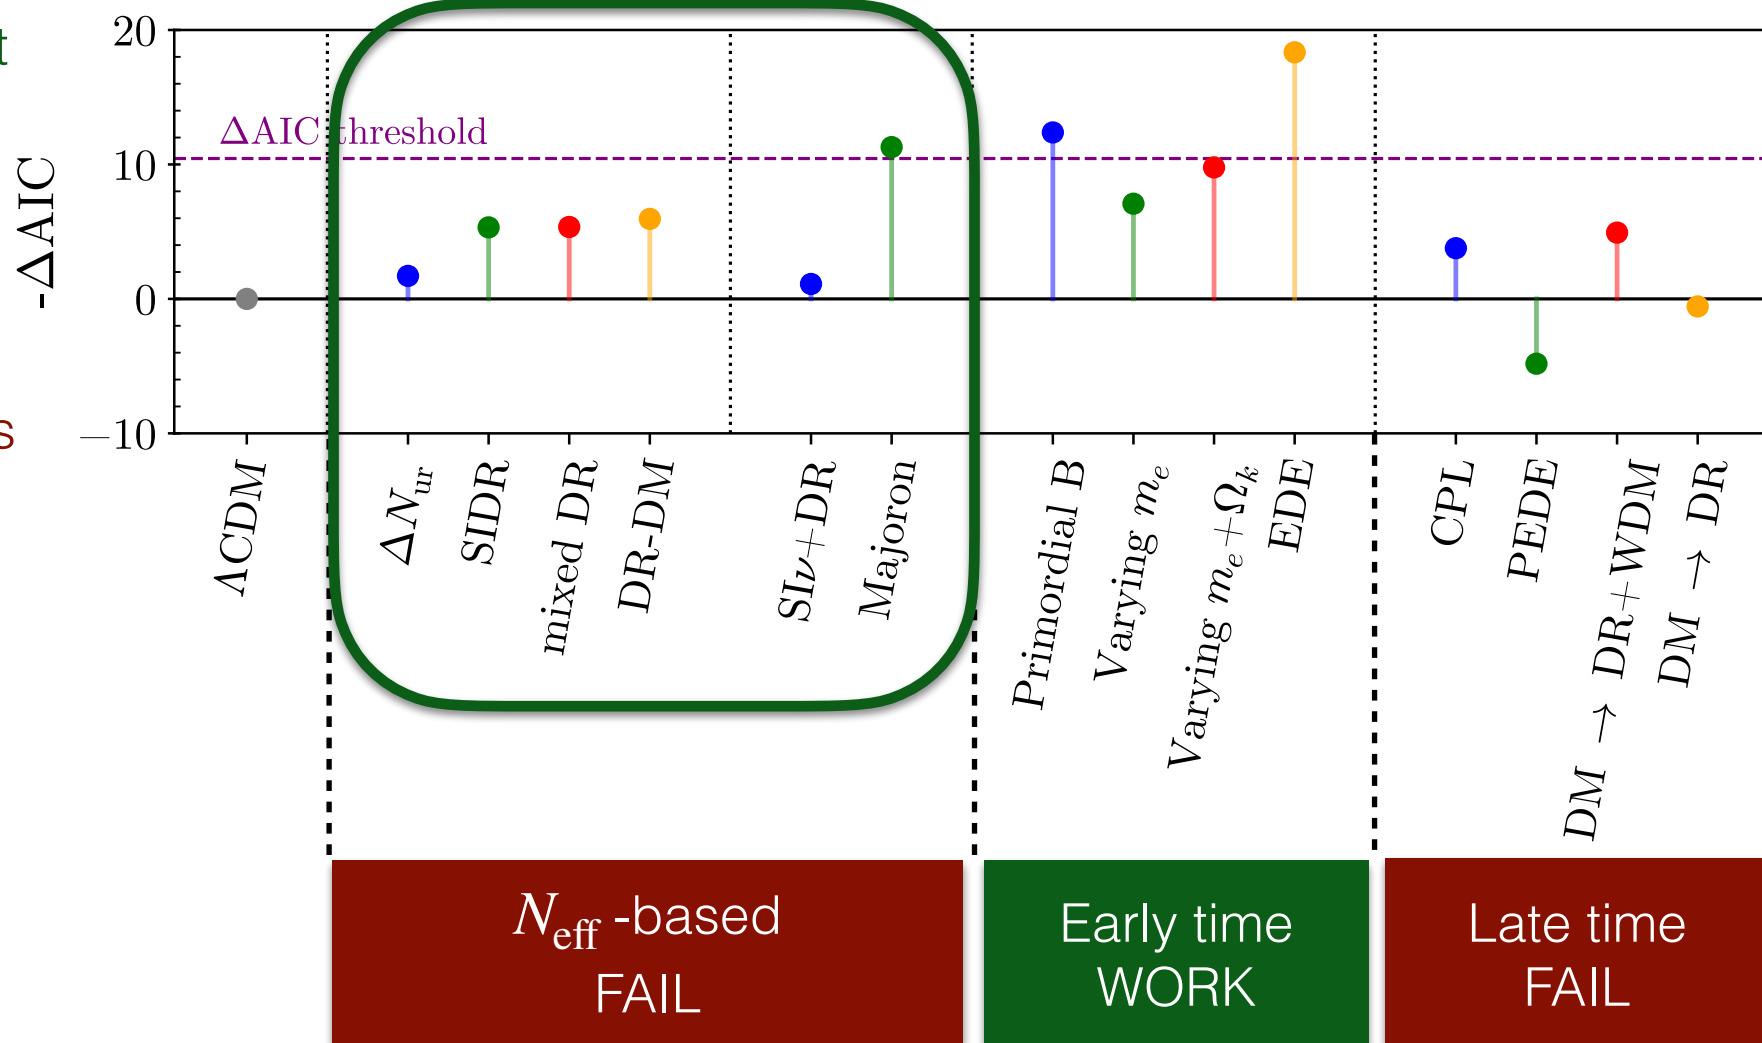 t
20
ΔAIC threshold
10
-ΔAIC
0
s
−10
ΛCDM
ΔN_ur
SIDR
mixed DR
DR-DM
SIν+DR
Majoron
Primordial B
Varying m_e
Varying m_e+Ω_k
EDE
CPL
PEDE
DM → DR+WDM
DM → DR
N_eff -based
FAIL
Early time
WORK
Late time
FAIL